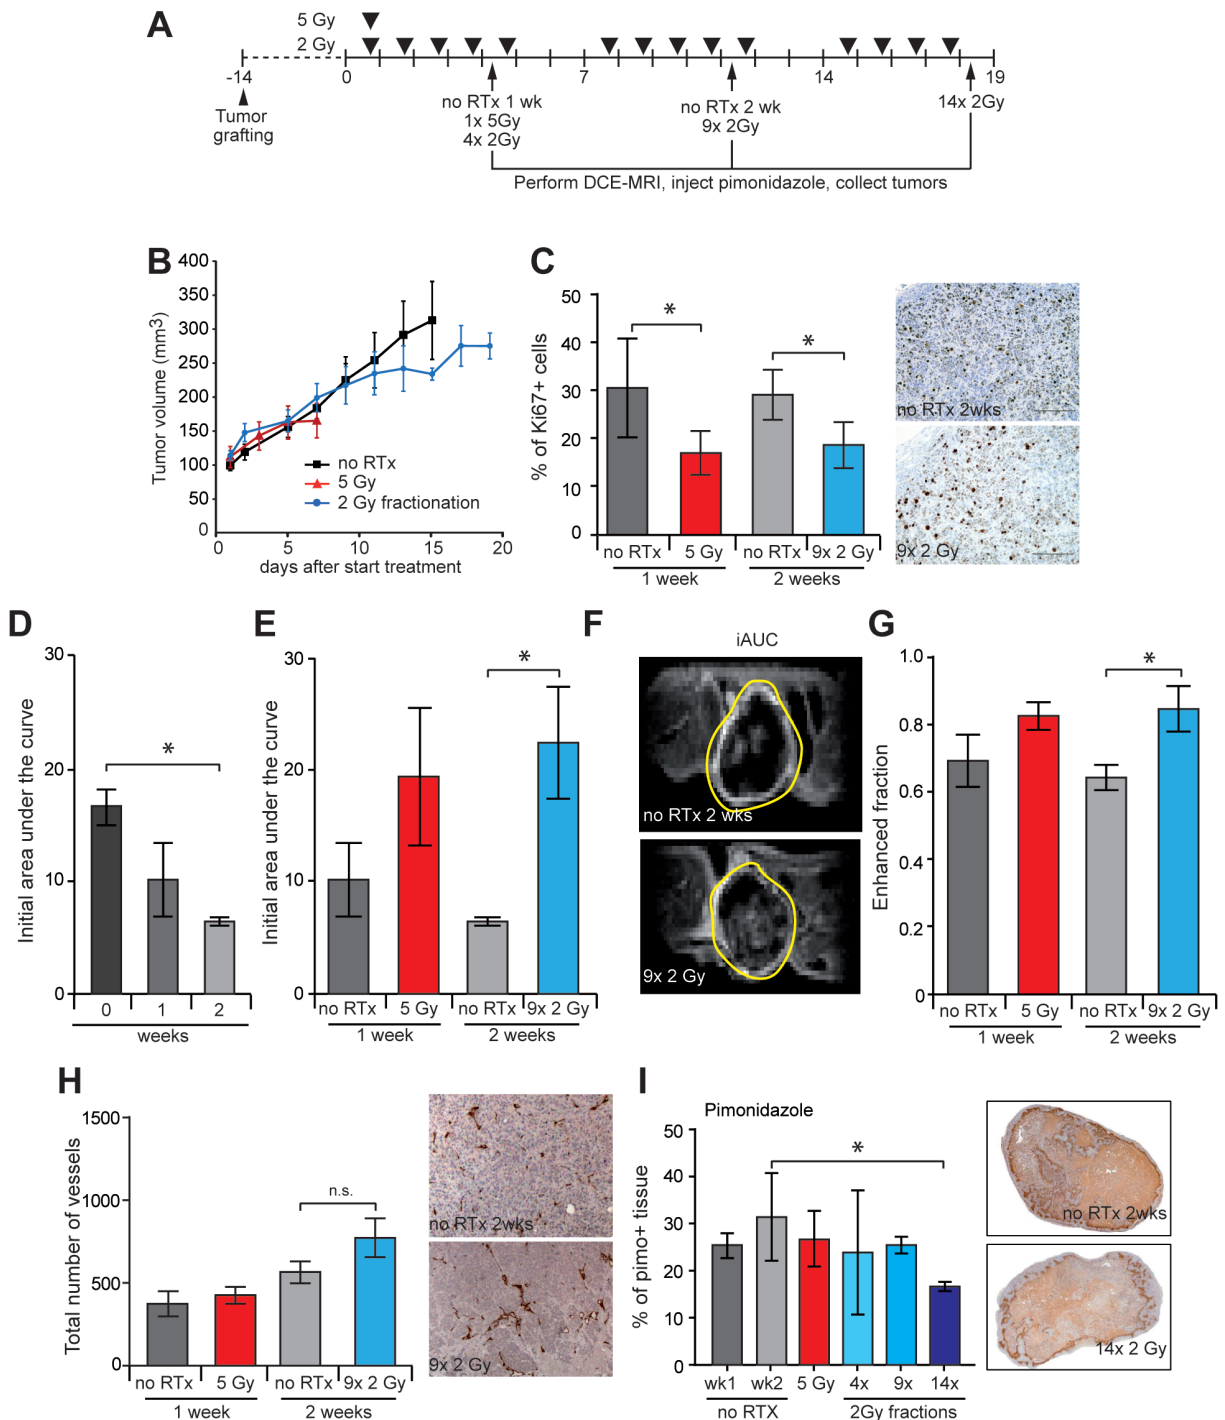 A
5 Gy
2 Gy
-14 0 7 14 19
Tumor
grafting
no RTx 1 wk
1x 5Gy
4x 2Gy
no RTx 2 wk
9x 2Gy
14x 2Gy
Perform DCE-MRI, inject pimonidazole, collect tumors
B
Tumor volume (mm3)
400
350
300
250
200
150
100
50
0
no RTx
5 Gy
2 Gy fractionation
0 5 10 15 20
days after start treatment
C
% of Ki67+ cells
50
40
30
20
10
0
*
*
no RTx 5 Gy no RTx 9x 2 Gy
1 week 2 weeks
no RTx 2wks
9x 2 Gy
D
Initial area under the curve
30
20
10
0
*
0 1 2
weeks
E
Initial area under the curve
30
20
10
0
*
no RTx 5 Gy no RTx 9x 2 Gy
1 week 2 weeks
F
iAUC
no RTx 2 wks
9x 2 Gy
G
Enhanced fraction
1.0
0.8
0.6
0.4
0.2
0
*
no RTx 5 Gy no RTx 9x 2 Gy
1 week 2 weeks
H
Total number of vessels
1500
1000
500
0
n.s.
no RTx 5 Gy no RTx 9x 2 Gy
1 week 2 weeks
no RTx 2wks
9x 2 Gy
I
Pimonidazole
% of pimo+ tissue
50
40
30
20
10
0
*
wk1 wk2 5 Gy 4x 9x 14x
no RTX 2Gy fractions
no RTx 2wks
14x 2 Gy